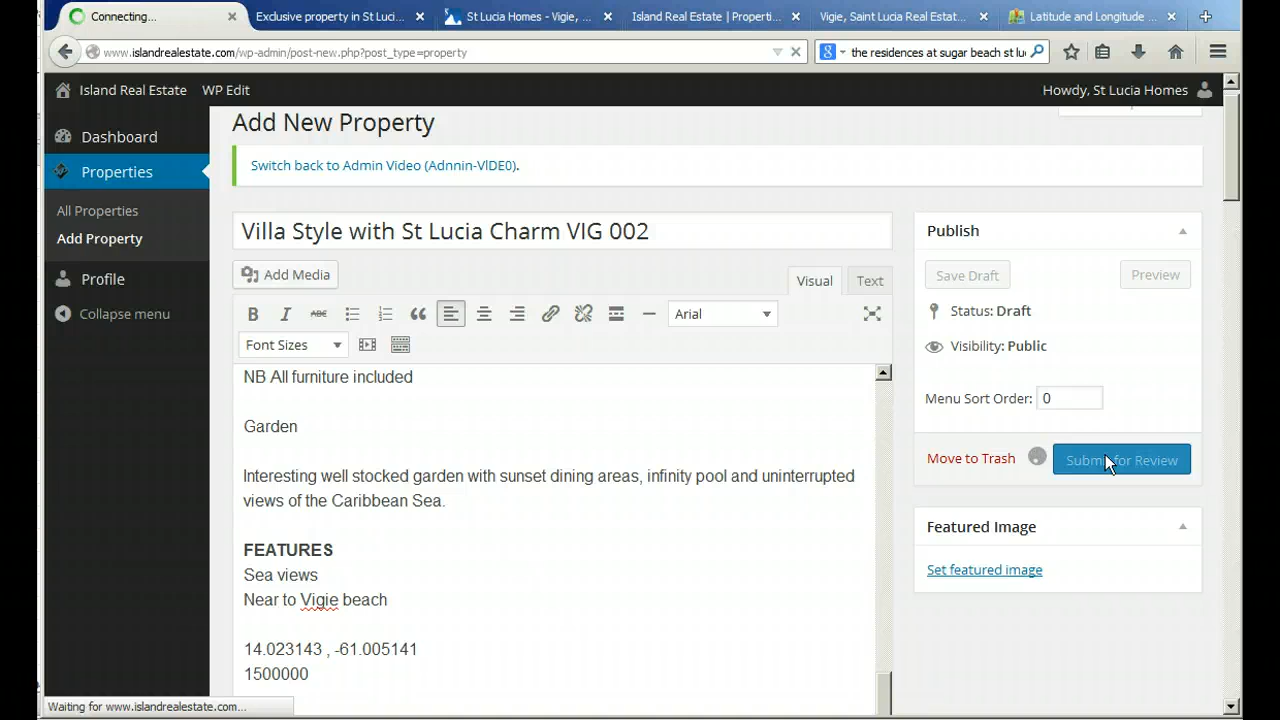 Connecting...
Exclusive property in St Luci...
St Lucia Homes - Vigie, ...
Island Real Estate | Properti...
Vigie, Saint Lucia Real Estat...
Latitude and Longitude ...
www.islandrealestate.com/wp-admin/post-new.php?post_type=property
the residences at sugar beach st lu
Island Real Estate
WP Edit
Howdy, St Lucia Homes
Dashboard
Properties
All Properties
Add Property
Profile
Collapse menu
Add New Property
Switch back to Admin Video (Adnnin-VlDE0).
Villa Style with St Lucia Charm VIG 002
Add Media
Visual
Text
B I ABC
Arial
Font Sizes
NB All furniture included
Garden
Interesting well stocked garden with sunset dining areas, infinity pool and uninterrupted
views of the Caribbean Sea.
FEATURES
Sea views
Near to Vigie beach
14.023143 , -61.005141
1500000
Publish
Save Draft
Preview
Status: Draft
Visibility: Public
Menu Sort Order: 0
Move to Trash
Submit for Review
Featured Image
Set featured image
Waiting for www.islandrealestate.com...